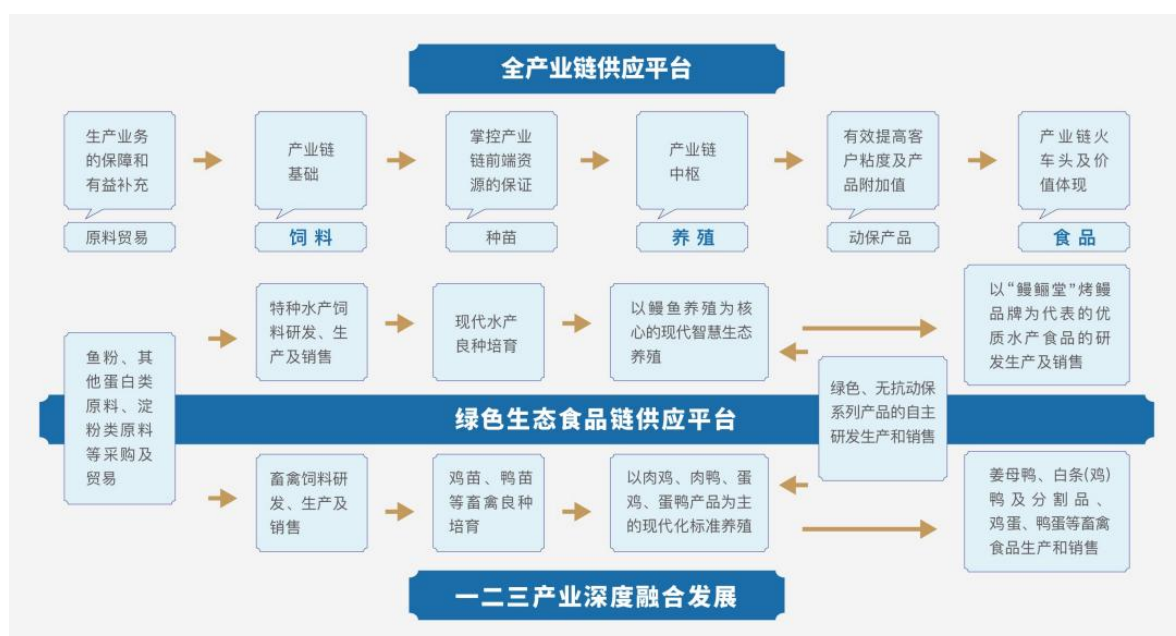 全产业链供应平台
生产业务
的保障和
有益补充
产业链
基础
掌控产业
链前端资
源的保证
产业链
中枢
有效提高客
户粘度及产
品附加值
产业链火
车头及价
值体现
原料贸易
饲料
种苗
养殖
动保产品
食品
鱼粉、其
他蛋白类
原料、淀
粉类原料
等采购及
贸易
特种水产饲
料研发、生
产及销售
现代水产
良种培育
以鳗鱼养殖为核
心的现代智慧生态
养殖
以“鳗鲡堂”烤鳗
品牌为代表的优
质水产食品的研
发生产及销售
绿色生态食品链供应平台
绿色、无抗动保
系列产品的自主
研发生产和销售
畜禽饲料研
发、生产及
销售
鸡苗、鸭苗
等畜禽良种
培育
以肉鸡、肉鸭、蛋
鸡、蛋鸭产品为主
的现代化标准养殖
姜母鸭、白条(鸡)
鸭及分割品、
鸡蛋、鸭蛋等畜禽
食品生产和销售
一二三产业深度融合发展